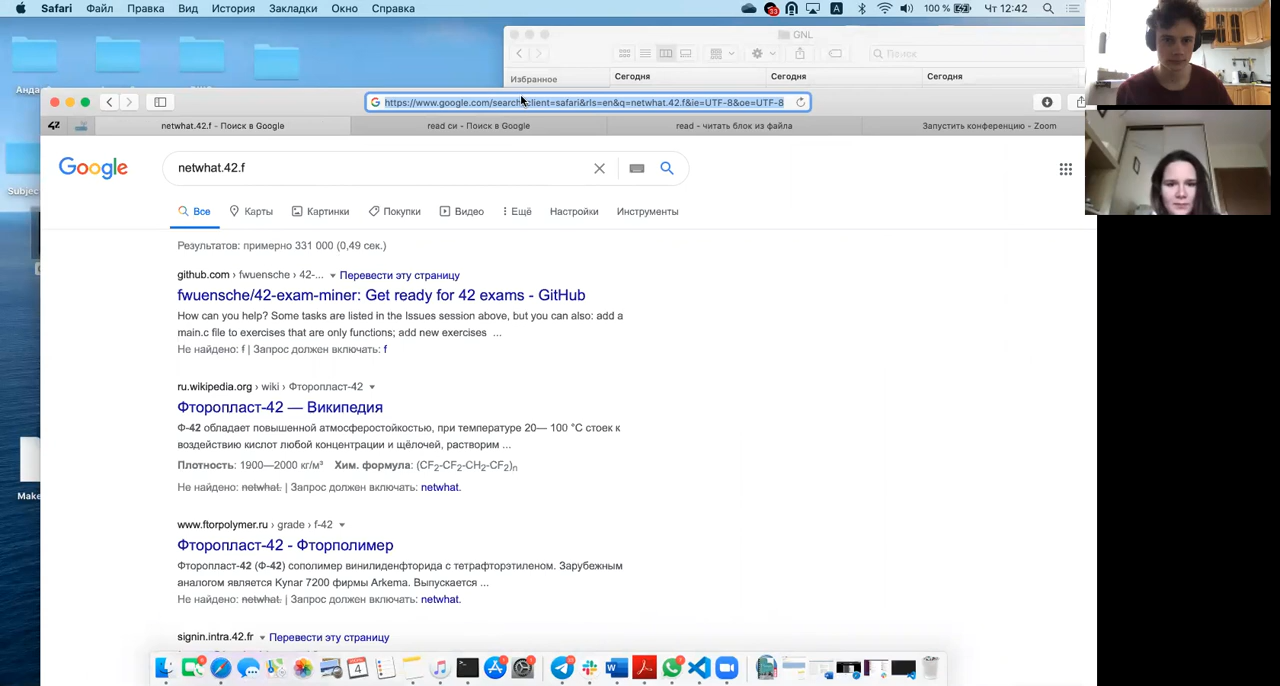 Safari Файл Правка Вид История Закладки Окно Справка
33 A 100 % Чт 12:42
GNL
Поиск
Избранное Сегодня Сегодня Сегодня
https://www.google.com/search?client=safari&rls=en&q=netwhat.42.f&ie=UTF-8&oe=UTF-8
42 netwhat.42.f - Поиск в Google read си - Поиск в Google read - читать блок из файла Запустить конференцию - Zoom
Subjec
Make
Google
netwhat.42.f
Все Карты Картинки Покупки Видео Ещё Настройки Инструменты
Результатов: примерно 331 000 (0,49 сек.)
github.com › fwuensche › 42-... Перевести эту страницу
fwuensche/42-exam-miner: Get ready for 42 exams - GitHub
How can you help? Some tasks are listed in the Issues session above, but you can also: add a
main.c file to exercises that are only functions; add new exercises ...
Не найдено: f | Запрос должен включать: f
ru.wikipedia.org › wiki › Фторопласт-42
Фторопласт-42 — Википедия
Ф-42 обладает повышенной атмосферостойкостью, при температуре 20— 100 °С стоек к
воздействию кислот любой концентрации и щёлочей, растворим ...
Плотность: 1900—2000 кг/м³ Хим. формула: (CF2-CF2-CH2-CF2)n
Не найдено: netwhat. | Запрос должен включать: netwhat.
www.ftorpolymer.ru › grade › f-42
Фторопласт-42 - Фторполимер
Фторопласт-42 (Ф-42) сополимер винилиденфторида с тетрафторэтиленом. Зарубежным
аналогом является Kynar 7200 фирмы Arkema. Выпускается ...
Не найдено: netwhat. | Запрос должен включать: netwhat.
signin.intra.42.fr Перевести эту страницу
4